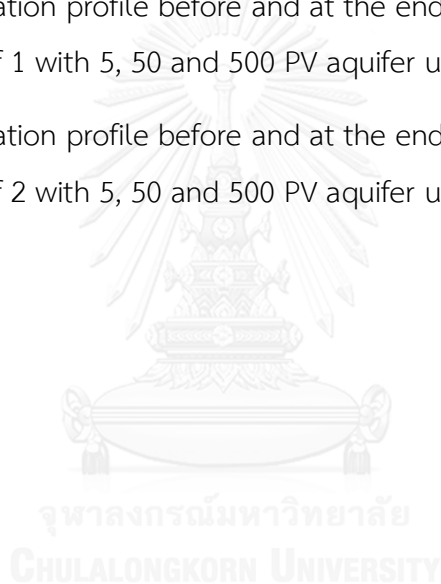 ation profile before and at the end
f 1 with 5, 50 and 500 PV aquifer u
ation profile before and at the end
f 2 with 5, 50 and 500 PV aquifer u
จุฬาลงกรณ์มหาวิทยาลัย
CHULALONGKORN UNIVERSITY